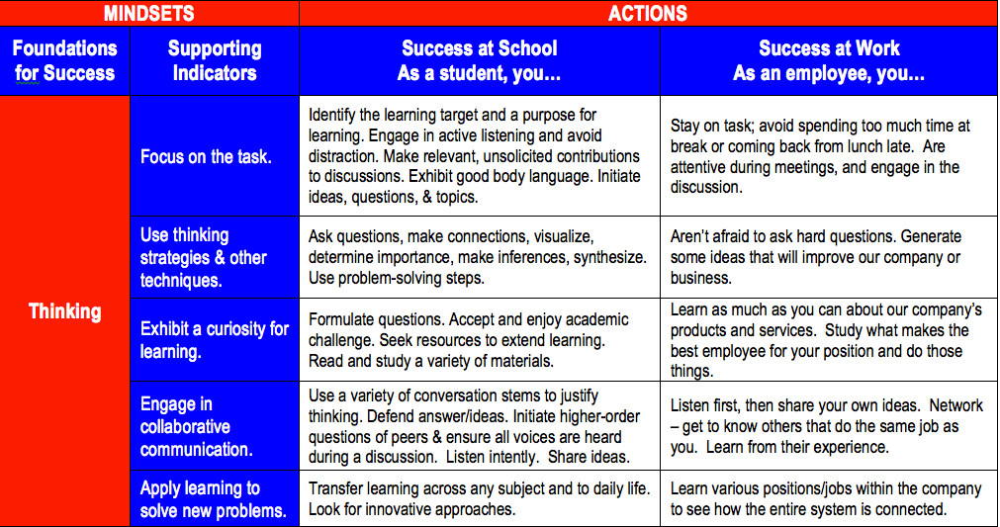 MINDSETS
ACTIONS
Foundations
for Success
Supporting
Indicators
Success at School
As a student, you…
Success at Work
As an employee, you…
Thinking
Focus on the task.
Identify the learning target and a purpose for
learning. Engage in active listening and avoid
distraction. Make relevant, unsolicited contributions
to discussions. Exhibit good body language. Initiate
ideas, questions, & topics.
Stay on task; avoid spending too much time at
break or coming back from lunch late.  Are
attentive during meetings, and engage in the
discussion.
Use thinking
strategies & other
techniques.
Ask questions, make connections, visualize,
determine importance, make inferences, synthesize.
Use problem-solving steps.
Aren’t afraid to ask hard questions. Generate
some ideas that will improve our company or
business.
Exhibit a curiosity for
learning.
Formulate questions. Accept and enjoy academic
challenge. Seek resources to extend learning.
Read and study a variety of materials.
Learn as much as you can about our company’s
products and services.  Study what makes the
best employee for your position and do those
things.
Engage in
collaborative
communication.
Use a variety of conversation stems to justify
thinking. Defend answer/ideas. Initiate higher-order
questions of peers & ensure all voices are heard
during a discussion.  Listen intently.  Share ideas.
Listen first, then share your own ideas.  Network
– get to know others that do the same job as
you.  Learn from their experience.
Apply learning to
solve new problems.
Transfer learning across any subject and to daily life.
Look for innovative approaches.
Learn various positions/jobs within the company
to see how the entire system is connected.